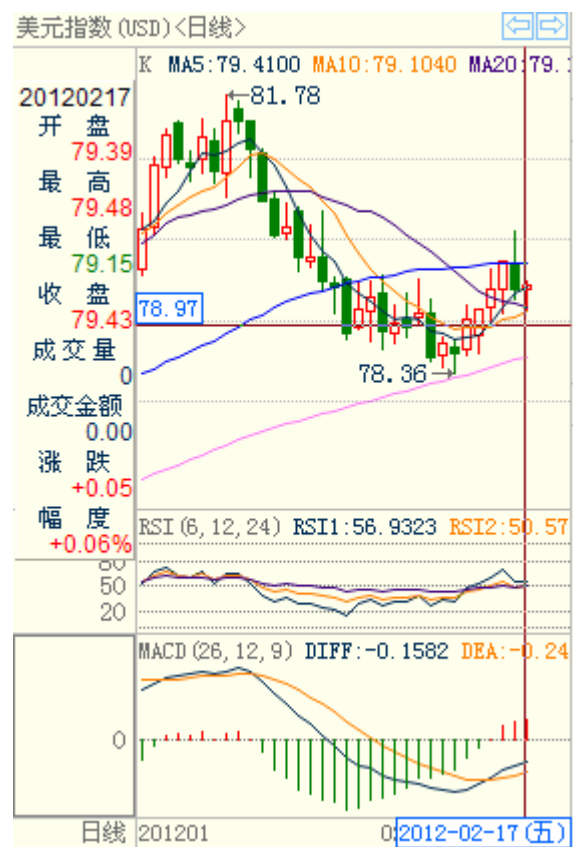 美元指数(USD)<日线>
K MA5:79.4100 MA10:79.1040 MA20:79.
20120217
开 盘
79.39
最 高
79.48
最 低
79.15
收 盘
79.43
成交量
0
成交金额
0.00
涨 跌
+0.05
幅 度
+0.06%
81.78
78.97
78.36
RSI(6,12,24) RSI1:56.9323 RSI2:50.57
80
50
20
MACD(26,12,9) DIFF:-0.1582 DEA:-0.24
0
日线 201201 2012-02-17(五)